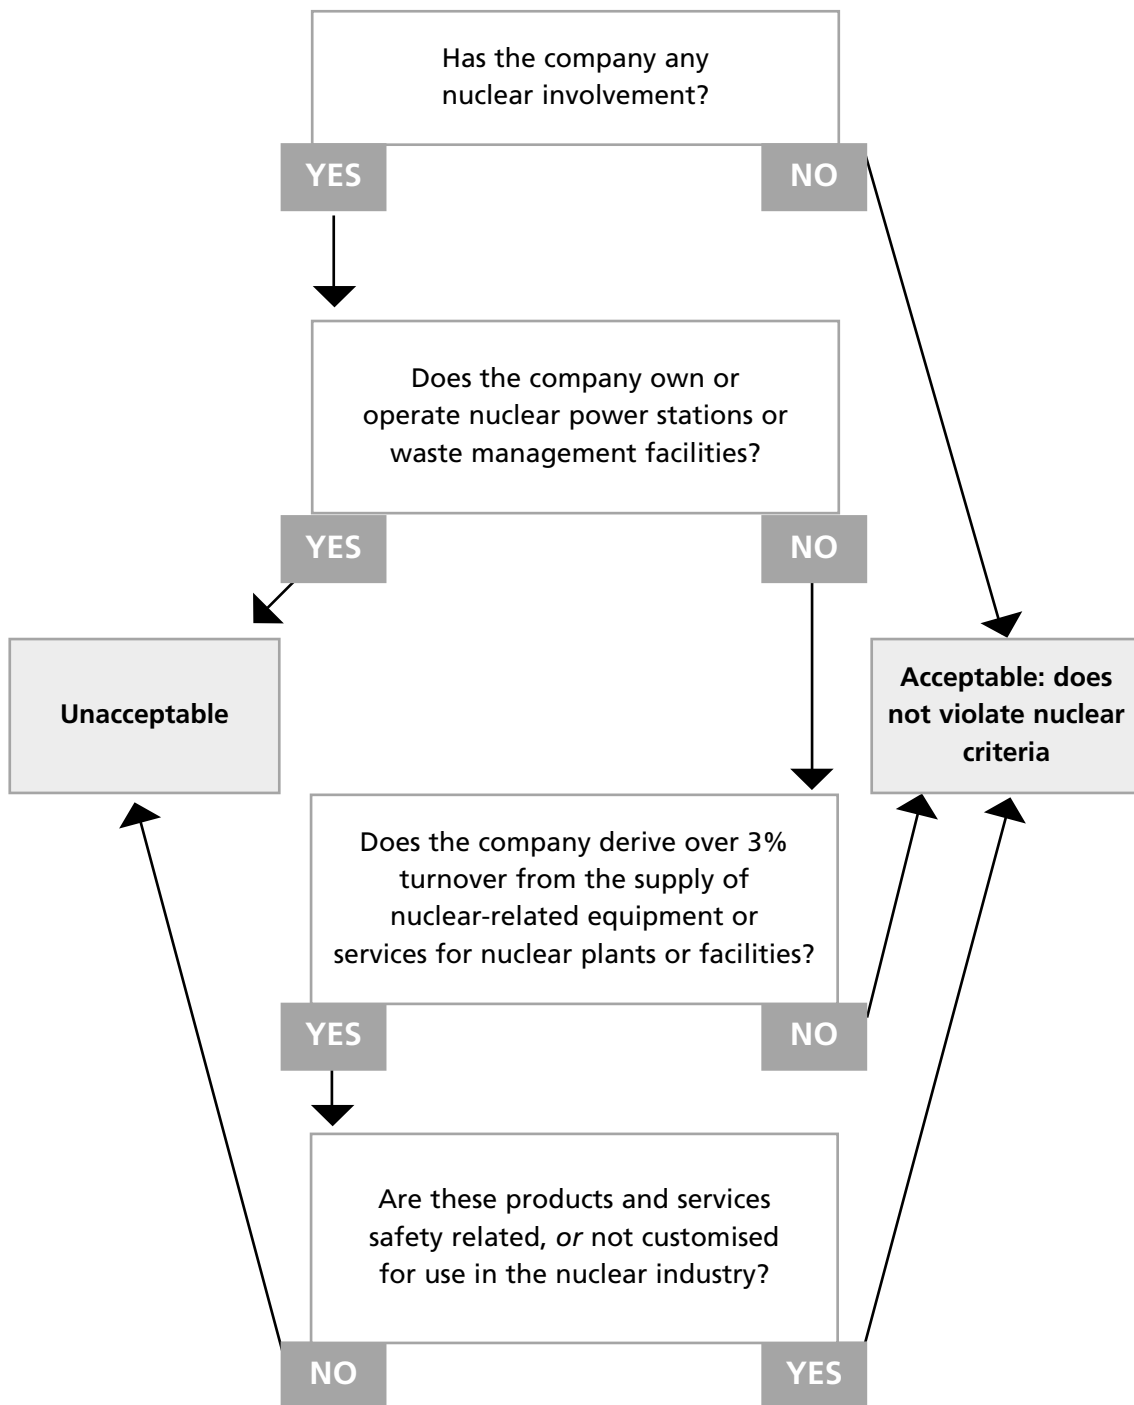 Has the company any
nuclear involvement?
YES
NO
Does the company own or
operate nuclear power stations or
waste management facilities?
YES
NO
Unacceptable
Acceptable: does
not violate nuclear
criteria
Does the company derive over 3%
turnover from the supply of
nuclear-related equipment or
services for nuclear plants or facilities?
YES
NO
Are these products and services
safety related, or not customised
for use in the nuclear industry?
NO
YES